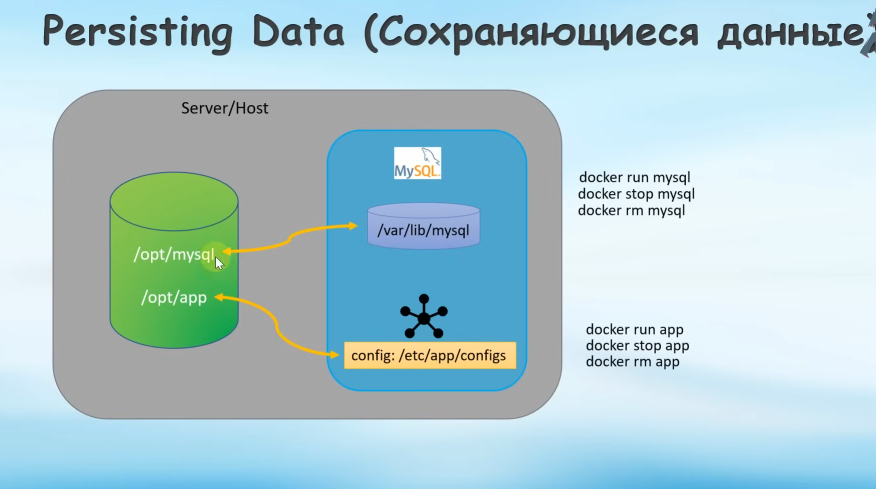 Persisting Data (Сохраняющиеся данные)
Server/Host
MySQL
/var/lib/mysql
/opt/mysql
/opt/app
config: /etc/app/configs
docker run mysql
docker stop mysql
docker rm mysql
docker run app
docker stop app
docker rm app